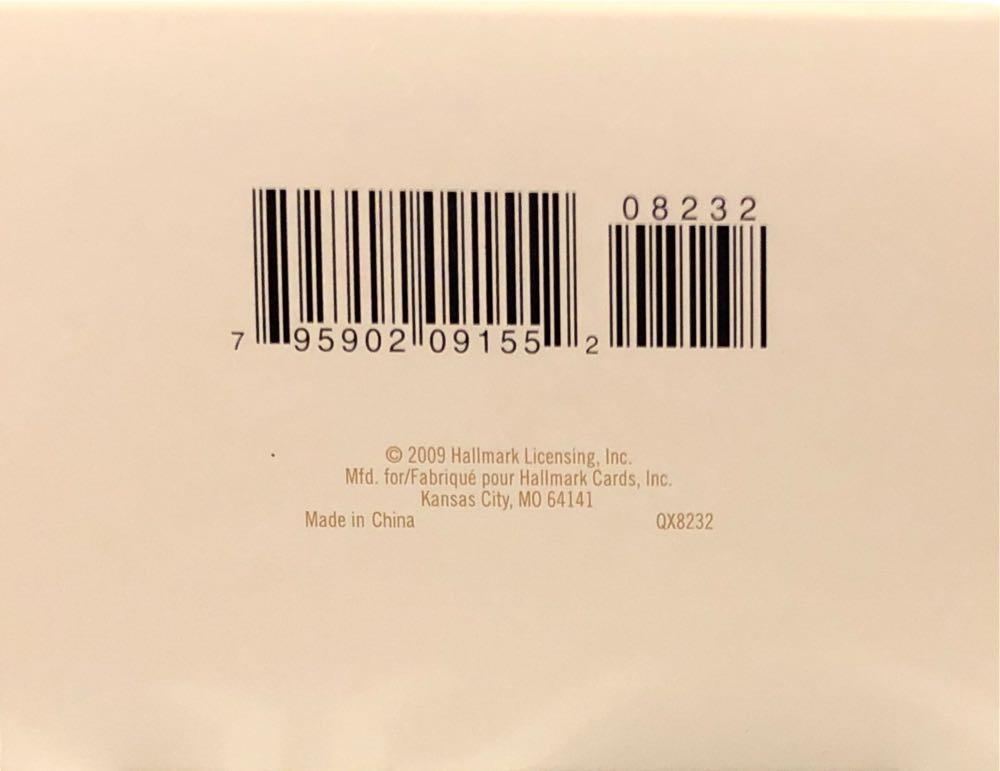 08232
7 95902 09155 2
© 2009 Hallmark Licensing, Inc.
Mfd. for/Fabriqué pour Hallmark Cards, Inc.
Kansas City, MO 64141
Made in China QX8232